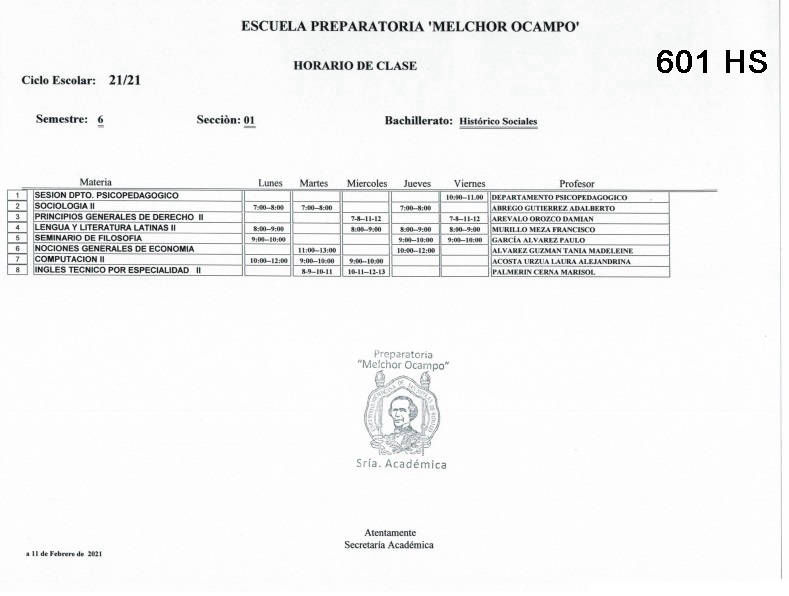 ESCUELA PREPARATORIA 'MELCHOR OCAMPO'
601 HS
HORARIO DE CLASE
Ciclo Escolar: 21/21
Semestre: 6 Secciòn: 01 Bachillerato: Histórico Sociales
Materia Lunes Martes Miercoles Jueves Viernes Profesor
1 SESION DPTO. PSICOPEDAGOGICO 10:00--11.00 DEPARTAMENTO PSICOPEDAGOGICO
2 SOCIOLOGIA II 7:00--8:00 7:00--8:00 7:00--8:00 ABREGO GUTIERREZ ADALBERTO
3 PRINCIPIOS GENERALES DE DERECHO II 7-8--11-12 7-8--11-12 AREVALO OROZCO DAMIAN
4 LENGUA Y LITERATURA LATINAS II 8:00--9:00 8:00--9:00 8:00--9:00 8:00--9:00 MURILLO MEZA FRANCISCO
5 SEMINARIO DE FILOSOFIA 9:00--10:00 9:00--10:00 9:00--10:00 GARCÍA ALVAREZ PAULO
6 NOCIONES GENERALES DE ECONOMIA 11:00--13:00 10:00--12:00 ALVAREZ GUZMAN TANIA MADELEINE
7 COMPUTACION II 10:00--12:00 9:00--10:00 9:00--10:00 ACOSTA URZUA LAURA ALEJANDRINA
8 INGLES TECNICO POR ESPECIALIDAD II 8-9--10-11 10-11--12-13 PALMERIN CERNA MARISOL
Preparatoria
"Melchor Ocampo"
Sría. Académica
Atentamente
Secretaría Académica
a 11 de Febrero de 2021